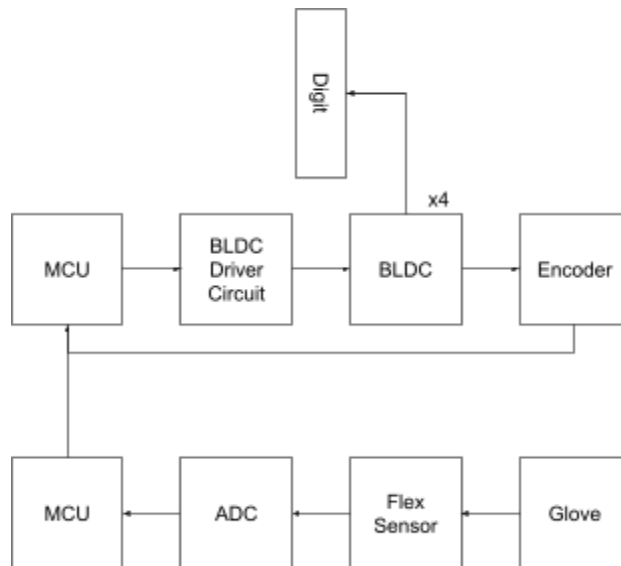 Digit
x4
MCU
BLDC
Driver
Circuit
BLDC
Encoder
MCU
ADC
Flex
Sensor
Glove